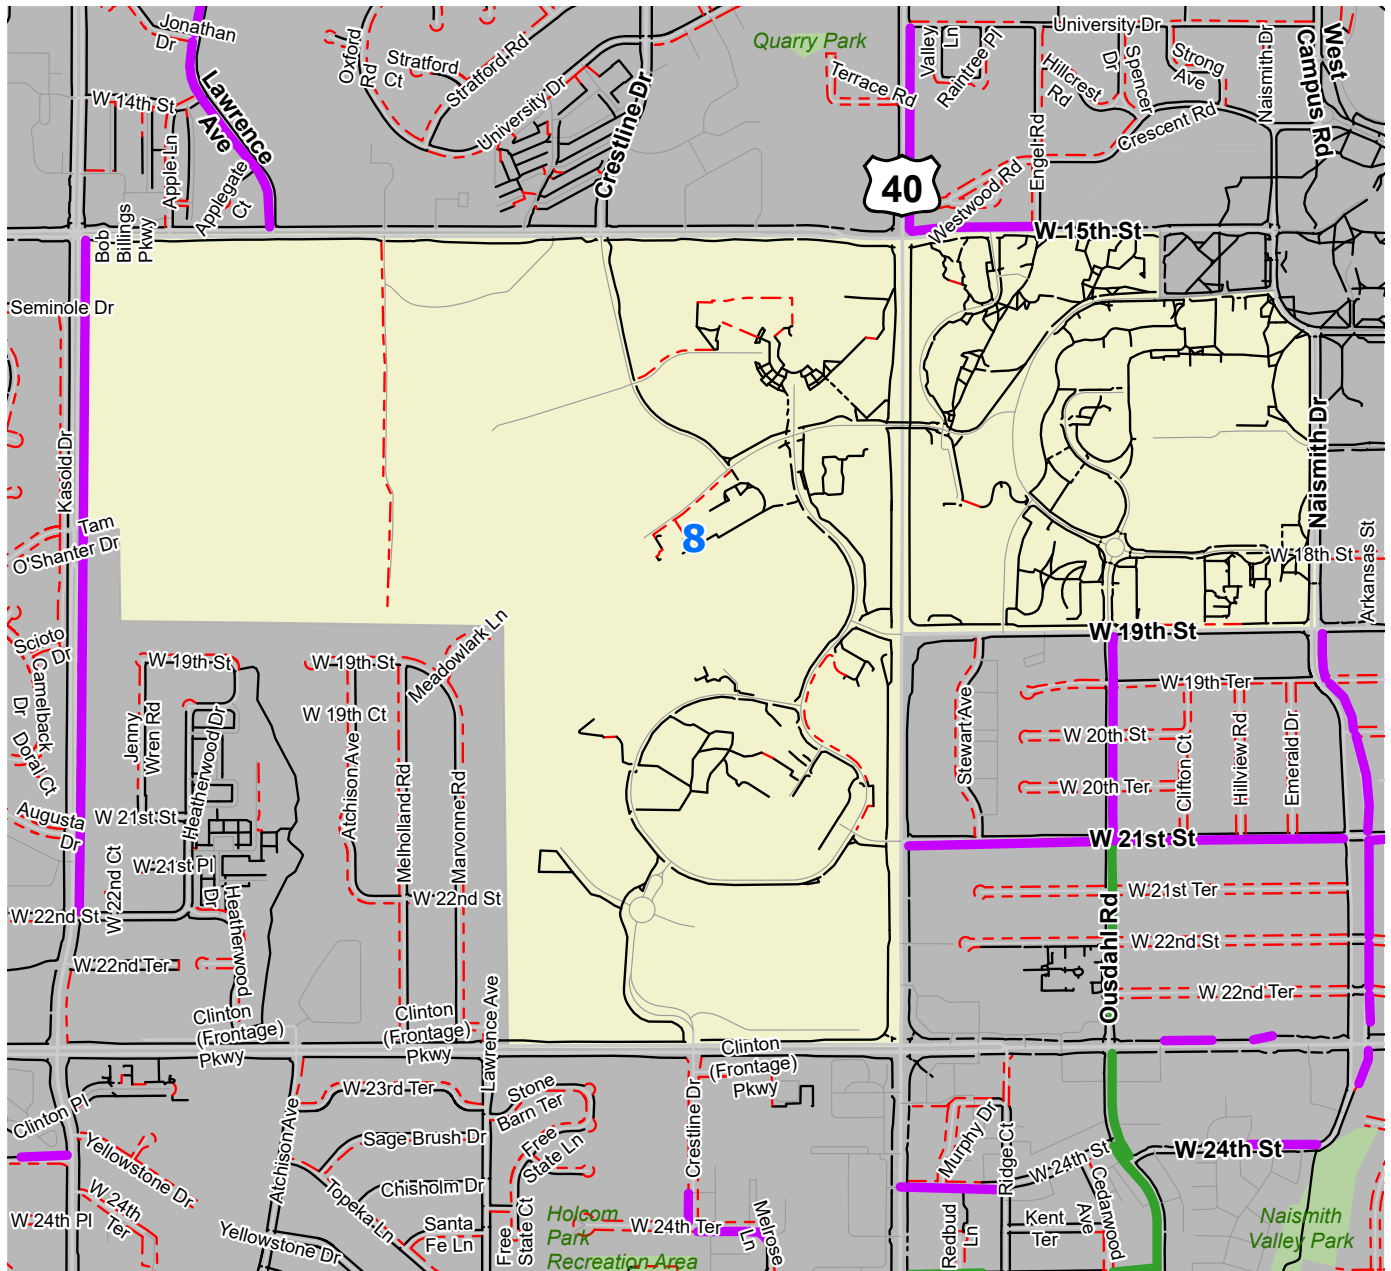 Jonathan
Dr
Lawrence
Ave
W 14th St
Apple Ln
Applegate
Ct
Bob
Billings
Pkwy
Oxford
Rd
Stratford
Ct
Stratford Rd
University Dr
Crestline Dr
Quarry Park
Terrace Rd
Valley
Ln
Raintree Pl
University Dr
Hillcrest
Rd
Spencer
Dr
Strong
Ave
Naismith Dr
West
Campus Rd
Crescent Rd
Engel Rd
Westwood Rd
40
W 15th St
Seminole Dr
Kasold Dr
Tam
O'Shanter Dr
Scioto
Dr
Camelback
Dr
Doral Ct
Augusta
Dr
8
Naismith Dr
W 18th St
Arkansas St
W 19th St
Meadowlark Ln
W 19th St
W 19th St
W 19th Ct
Jenny
Wren Rd
Heatherwood Dr
Atchison Ave
Melholland Rd
Marvonne Rd
W 21st St
W 21st Pl
W 22nd Ct
W 22nd St
W 22nd St
Heatherwood
Dr
W 22nd Ter
Stewart Ave
W 19th Ter
W 20th St
W 20th Ter
Clifton Ct
Hillview Rd
Emerald Dr
W 21st St
W 21st Ter
W 22nd St
W 22nd Ter
Ousdahl Rd
Clinton
(Frontage)
Pkwy
Clinton
(Frontage)
Pkwy
Lawrence Ave
Clinton
(Frontage)
Pkwy
Clinton Pl
Yellowstone Dr
W 24th
Ter
W 24th Pl
Atchison Ave
W 23rd Ter
Sage Brush Dr
Chisholm Dr
Topeka Ln
Santa
Fe Ln
Yellowstone Dr
Stone
Barn Ter
Free
State Ln
Free
State Ct
Holcom
Park
Recreation Area
Crestline Dr
W 24th Ter
Melrose
Ln
Murphy Dr
Ridge Ct
W 24th St
Redbud
Ln
Kent
Ter
Cedarwood
Ave
W 24th St
Naismith
Valley Park